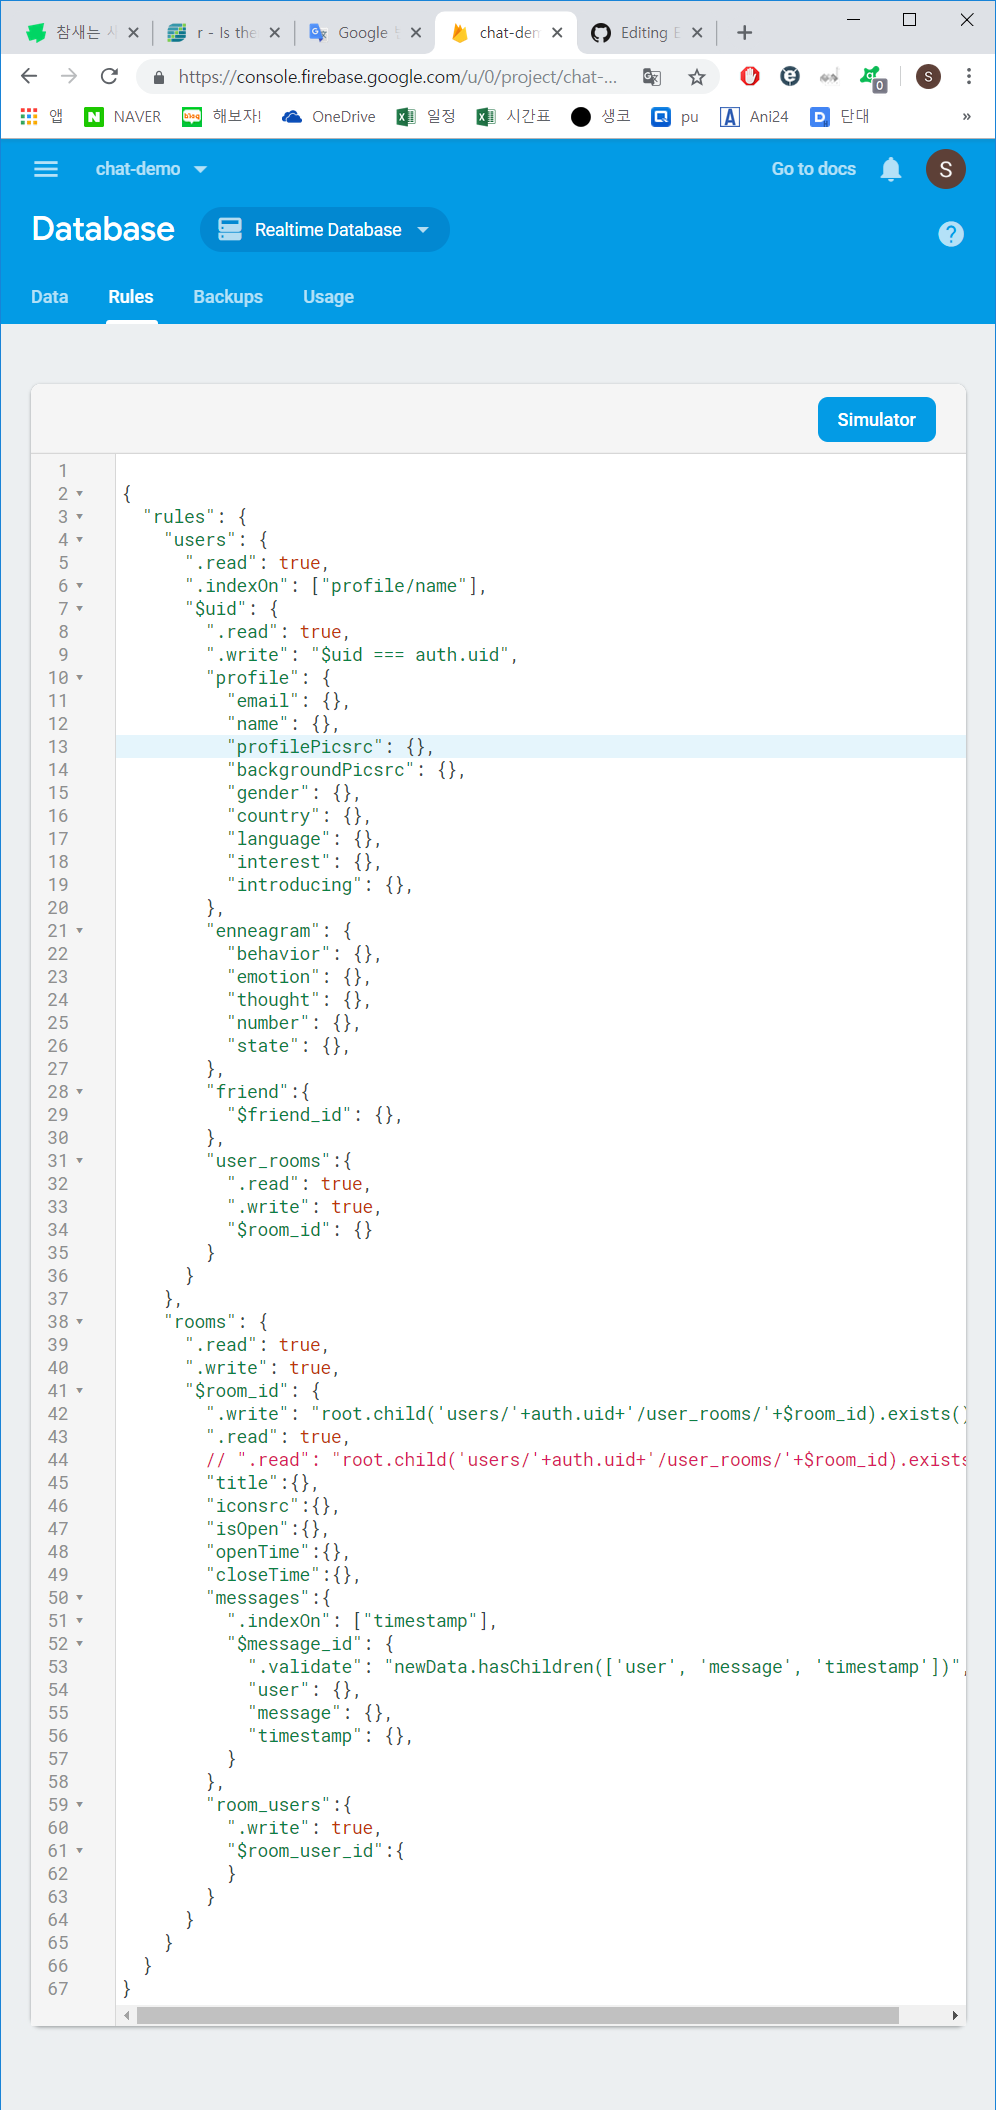 참새는 시
r - Is the
Google 번
chat-dem
Editing E
https://console.firebase.google.com/u/0/project/chat-...
0
S
앱
N NAVER
blog 해보자!
OneDrive
일정
시간표
생코
pu
A Ani24
D 단대
»
chat-demo
Go to docs
S
Database
Realtime Database
?
Data
Rules
Backups
Usage
Simulator
1
2 {
3 "rules": {
4 "users": {
5 ".read": true,
6 ".indexOn": ["profile/name"],
7 "$uid": {
8 ".read": true,
9 ".write": "$uid === auth.uid",
10 "profile": {
11 "email": {},
12 "name": {},
13 "profilePicsrc": {},
14 "backgroundPicsrc": {},
15 "gender": {},
16 "country": {},
17 "language": {},
18 "interest": {},
19 "introducing": {},
20 },
21 "enneagram": {
22 "behavior": {},
23 "emotion": {},
24 "thought": {},
25 "number": {},
26 "state": {},
27 },
28 "friend":{
29 "$friend_id": {},
30 },
31 "user_rooms":{
32 ".read": true,
33 ".write": true,
34 "$room_id": {}
35 }
36 }
37 },
38 "rooms": {
39 ".read": true,
40 ".write": true,
41 "$room_id": {
42 ".write": "root.child('users/'+auth.uid+'/user_rooms/'+$room_id).exists()
43 ".read": true,
44 // ".read": "root.child('users/'+auth.uid+'/user_rooms/'+$room_id).exists
45 "title":{},
46 "iconsrc":{},
47 "isOpen":{},
48 "openTime":{},
49 "closeTime":{},
50 "messages":{
51 ".indexOn": ["timestamp"],
52 "$message_id": {
53 ".validate": "newData.hasChildren(['user', 'message', 'timestamp'])",
54 "user": {},
55 "message": {},
56 "timestamp": {},
57 }
58 },
59 "room_users":{
60 ".write": true,
61 "$room_user_id":{
62 }
63 }
64 }
65 }
66 }
67 }